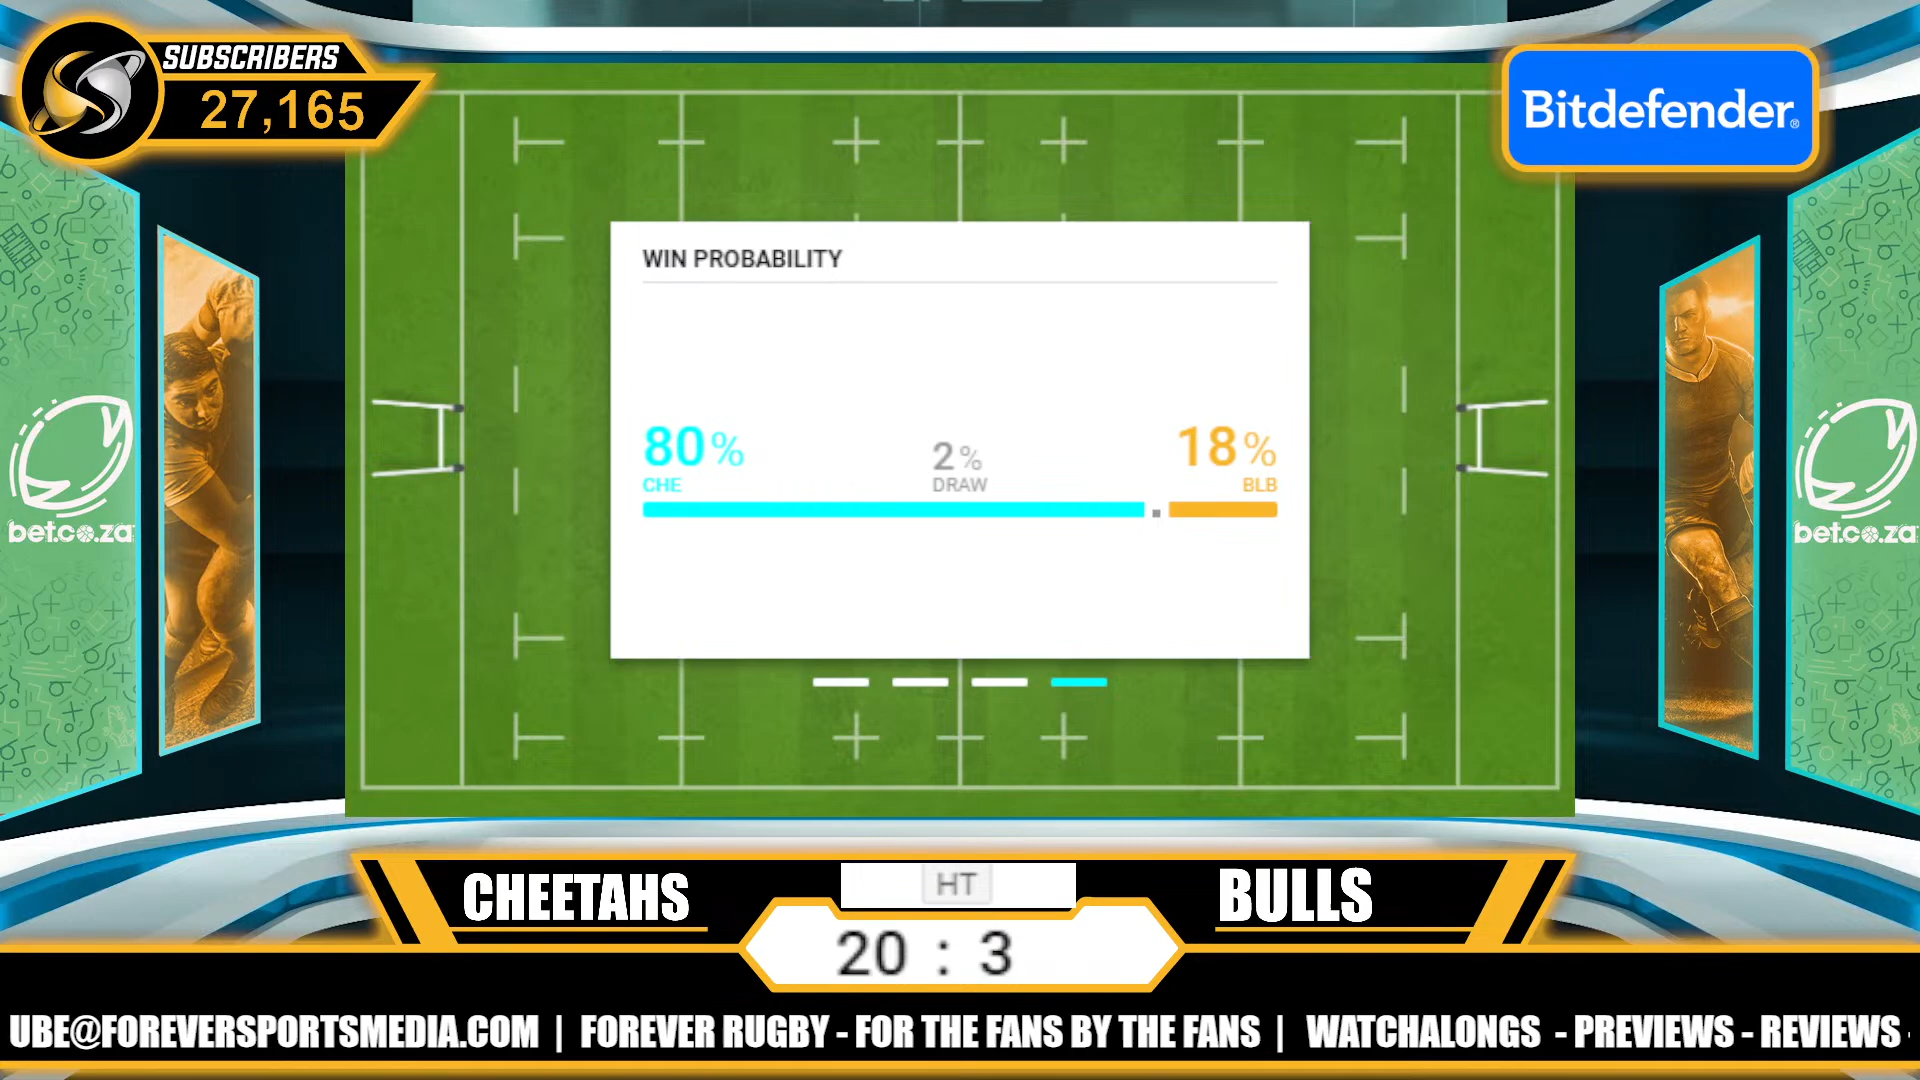 SUBSCRIBERS
27,165
Bitdefender®
WIN PROBABILITY
80% 2% 18%
CHE DRAW BLB
bet.co.za
bet.co.za
CHEETAHS HT BULLS
20 : 3
UBE@FOREVERSPORTSMEDIA.COM | FOREVER RUGBY - FOR THE FANS BY THE FANS | WATCHALONGS - PREVIEWS - REVIEWS -